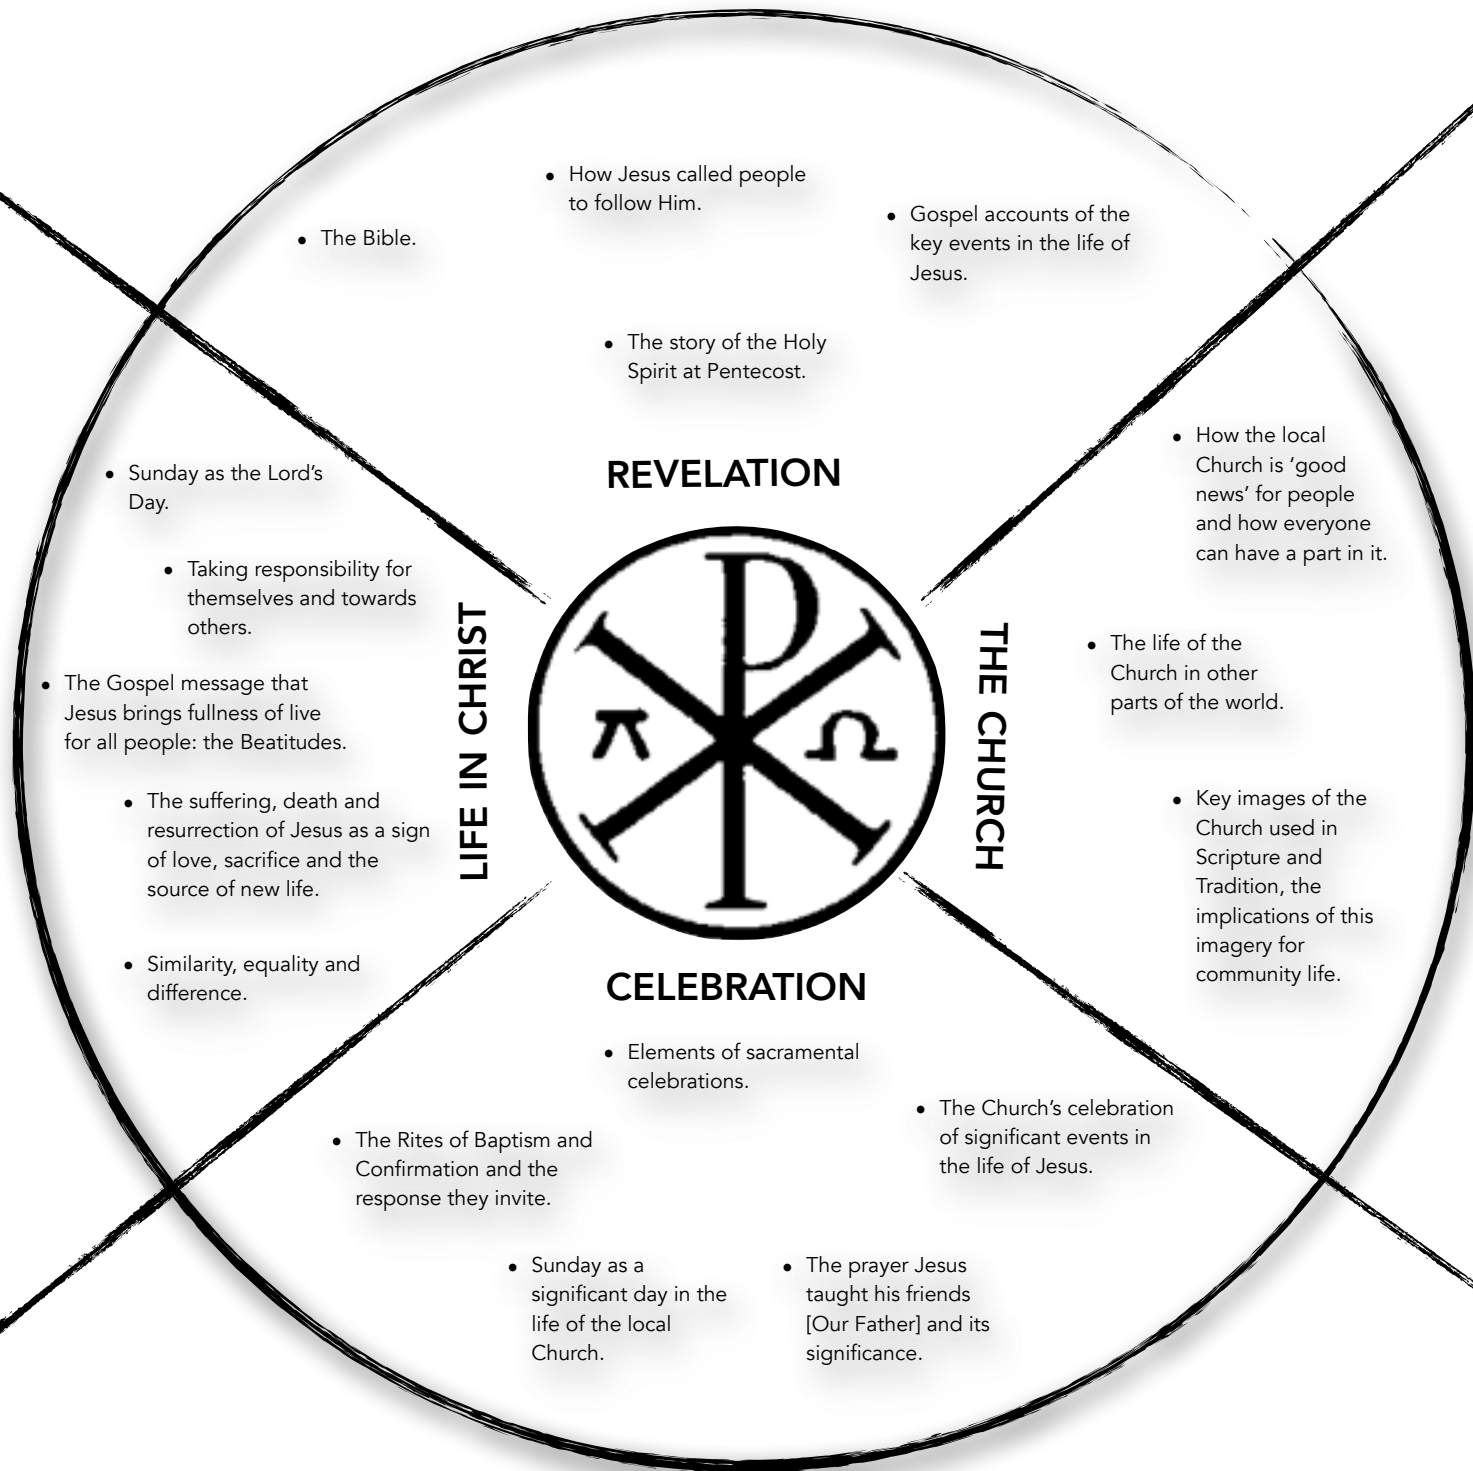 • How Jesus called people
to follow Him.
• Gospel accounts of the
key events in the life of
Jesus.
• The Bible.
• The story of the Holy
Spirit at Pentecost.
REVELATION
• Sunday as the Lord's
Day.
• Taking responsibility for
themselves and towards
others.
• The Gospel message that
Jesus brings fullness of live
for all people: the Beatitudes.
• The suffering, death and
resurrection of Jesus as a sign
of love, sacrifice and the
source of new life.
• Similarity, equality and
difference.
LIFE IN CHRIST
THE CHURCH
• How the local
Church is ‘good
news’ for people
and how everyone
can have a part in it.
• The life of the
Church in other
parts of the world.
• Key images of the
Church used in
Scripture and
Tradition, the
implications of this
imagery for
community life.
CELEBRATION
• Elements of sacramental
celebrations.
• The Church’s celebration
of significant events in
the life of Jesus.
• The Rites of Baptism and
Confirmation and the
response they invite.
• Sunday as a
significant day in the
life of the local
Church.
• The prayer Jesus
taught his friends
[Our Father] and its
significance.